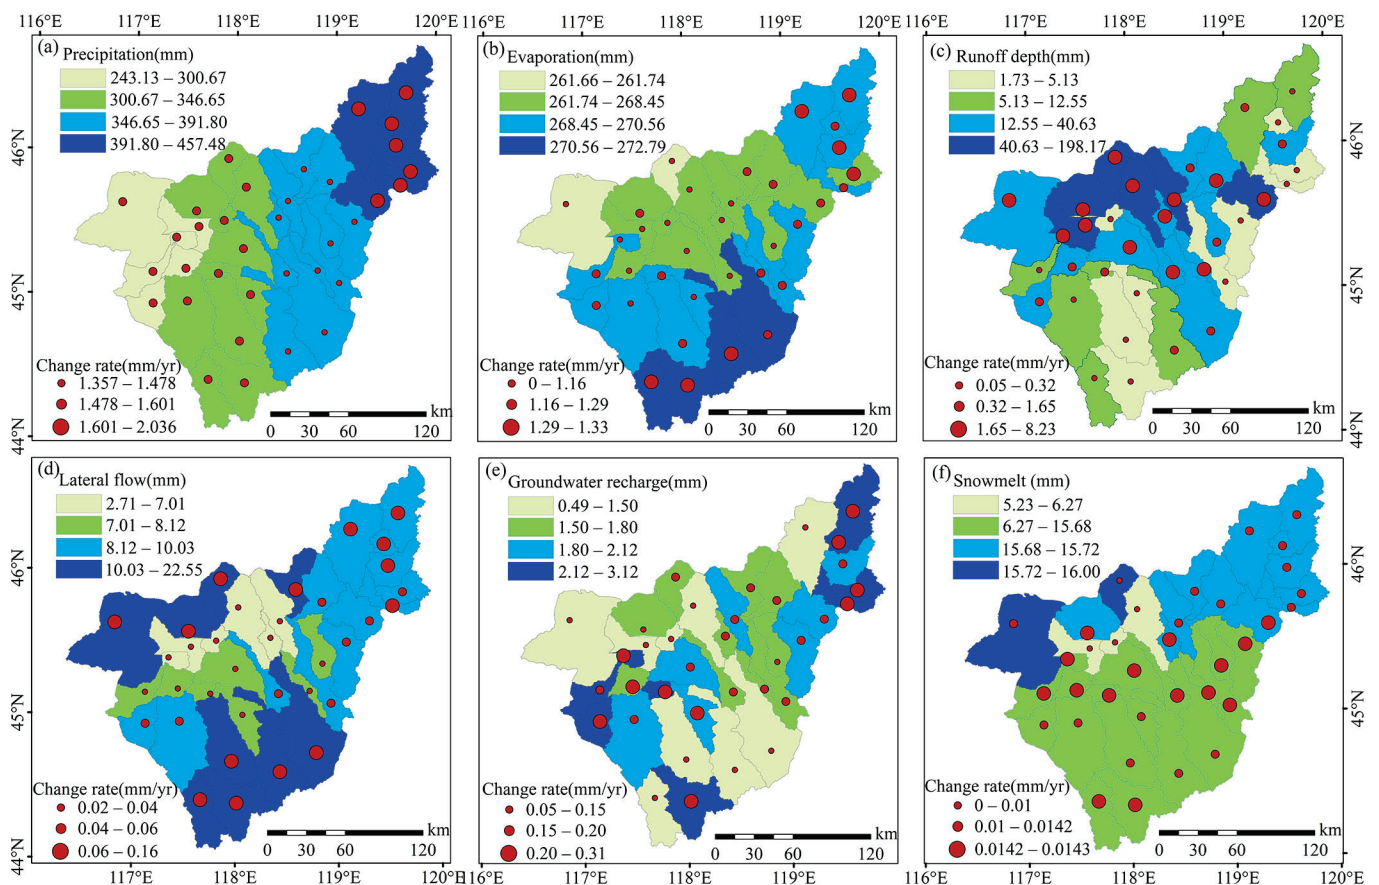 116°E 117°E 118°E 119°E 120°E 116°E 117°E 118°E 119°E 120°E 117°E 118°E 119°E 120°E
(a) Precipitation(mm)
243.13 – 300.67
300.67 – 346.65
346.65 – 391.80
391.80 – 457.48
46°N
45°N
44°N
Change rate(mm/yr)
1.357 – 1.478
1.478 – 1.601
1.601 – 2.036
km
0 30 60 120
(b) Evaporation(mm)
261.66 – 261.74
261.74 – 268.45
268.45 – 270.56
270.56 – 272.79
Change rate(mm/yr)
0 – 1.16
1.16 – 1.29
1.29 – 1.33
km
0 30 60 120
(c) Runoff depth(mm)
1.73 – 5.13
5.13 – 12.55
12.55 – 40.63
40.63 – 198.17
46°N
45°N
44°N
Change rate(mm/yr)
0.05 – 0.32
0.32 – 1.65
1.65 – 8.23
km
0 30 60 120
(d) Lateral flow(mm)
2.71 – 7.01
7.01 – 8.12
8.12 – 10.03
10.03 – 22.55
46°N
45°N
44°N
Change rate(mm/yr)
0.02 – 0.04
0.04 – 0.06
0.06 – 0.16
km
0 30 60 120
(e) Groundwater recharge(mm)
0.49 – 1.50
1.50 – 1.80
1.80 – 2.12
2.12 – 3.12
Change rate(mm/yr)
0.05 – 0.15
0.15 – 0.20
0.20 – 0.31
km
0 30 60 120
(f) Snowmelt (mm)
5.23 – 6.27
6.27 – 15.68
15.68 – 15.72
15.72 – 16.00
46°N
45°N
44°N
Change rate(mm/yr)
0 – 0.01
0.01 – 0.0142
0.0142 – 0.0143
km
0 30 60 120
117°E 118°E 119°E 120°E 116°E 117°E 118°E 119°E 116°E 117°E 118°E 119°E 120°E